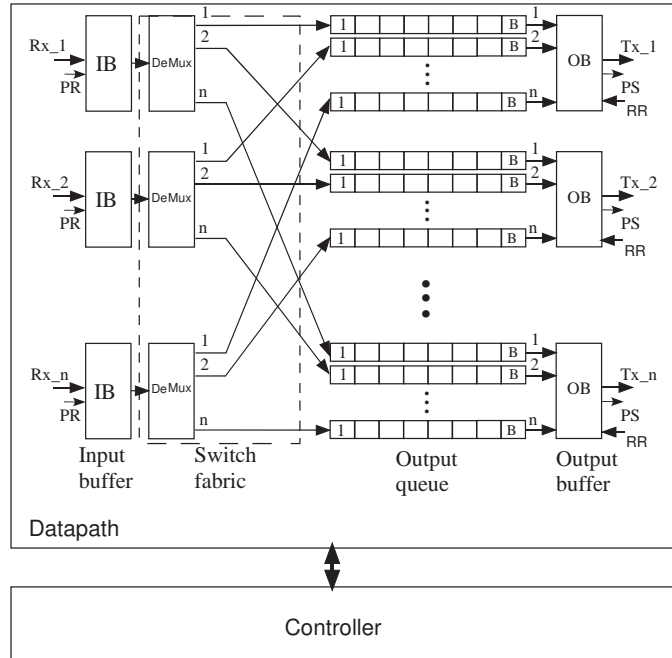 Rx_1
PR
IB
DeMux
1
2
n
1 B 1
1 B 2
1 B n
OB
Tx_1
PS
RR
Rx_2
PR
IB
DeMux
1
2
n
1 B 1
1 B 2
1 B n
OB
Tx_2
PS
RR
Rx_n
PR
IB
DeMux
1
2
n
1 B 1
1 B 2
1 B n
OB
Tx_n
PS
RR
Input
buffer
Switch
fabric
Output
queue
Output
buffer
Datapath
Controller